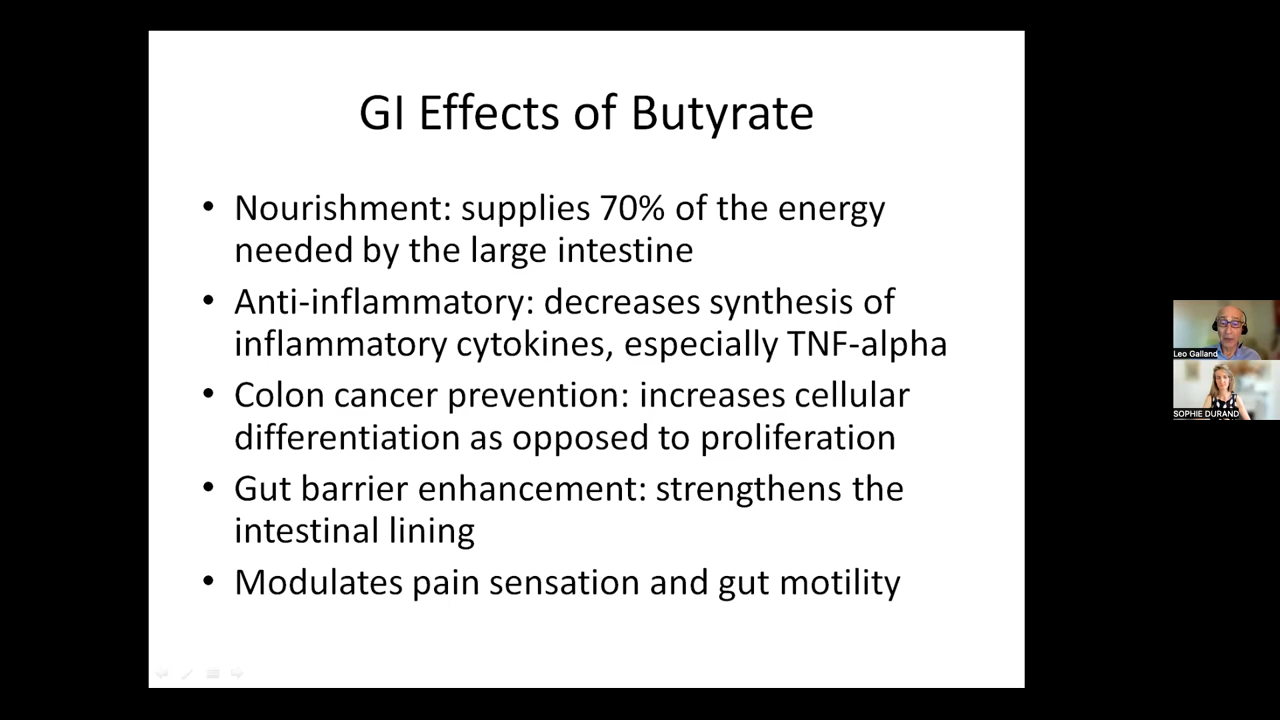 GI Effects of Butyrate
• Nourishment: supplies 70% of the energy
needed by the large intestine
• Anti-inflammatory: decreases synthesis of
inflammatory cytokines, especially TNF-alpha
• Colon cancer prevention: increases cellular
differentiation as opposed to proliferation
• Gut barrier enhancement: strengthens the
intestinal lining
• Modulates pain sensation and gut motility
Leo Galland
SOPHIE DURAND